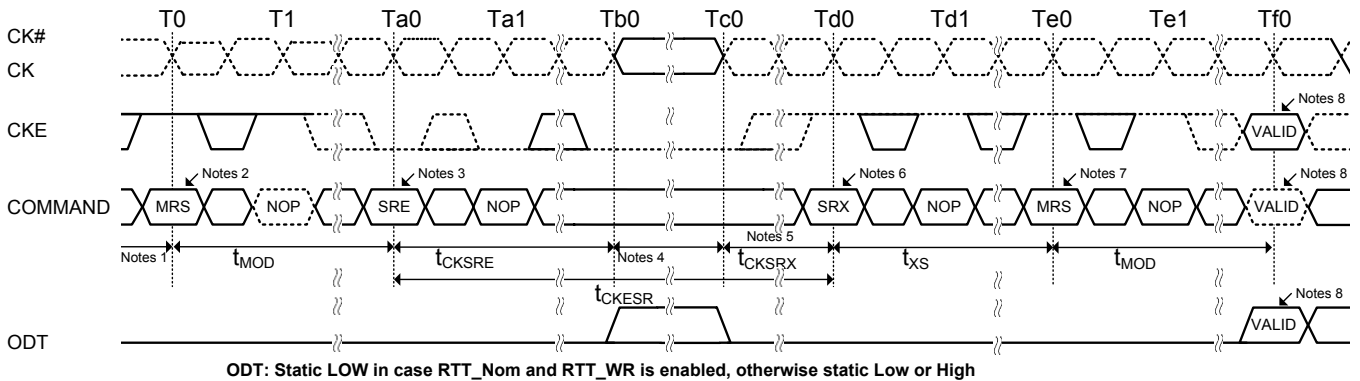 T0 T1 Ta0 Ta1 Tb0 Tc0 Td0 Td1 Te0 Te1 Tf0
CK#
CK
Notes 8
CKE VALID
Notes 2 Notes 3 Notes 6 Notes 7 Notes 8
COMMAND MRS NOP SRE NOP SRX NOP MRS NOP VALID
Notes 1 tMOD tCKSRE Notes 4 Notes 5 tCKSRX tXS tMOD
tCKESR
Notes 8
ODT VALID
ODT: Static LOW in case RTT_Nom and RTT_WR is enabled, otherwise static Low or High